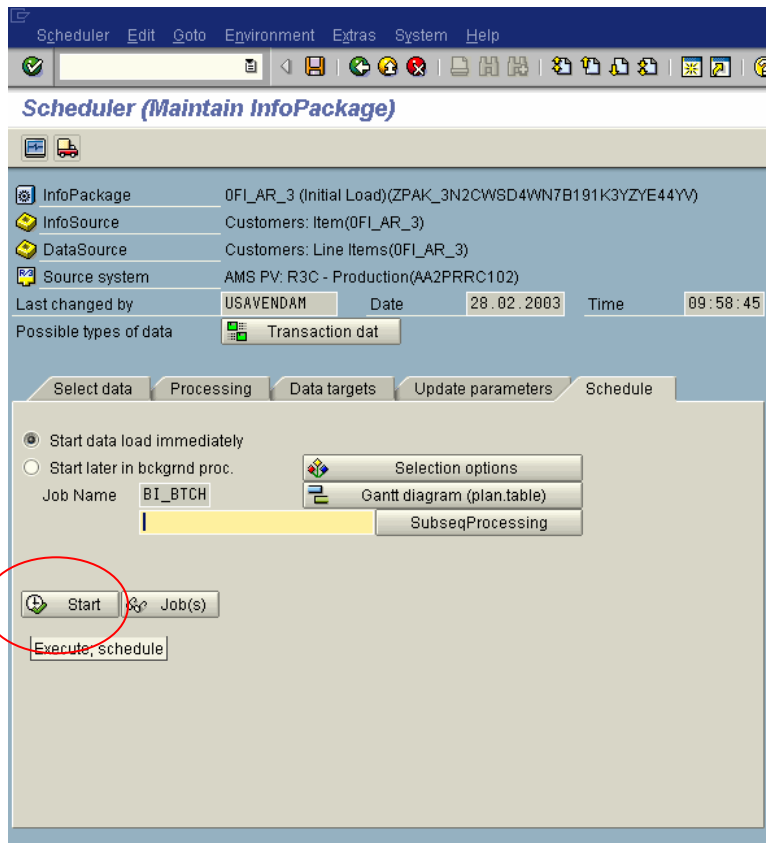 Scheduler Edit Goto Environment Extras System Help
Scheduler (Maintain InfoPackage)
InfoPackage 0FI_AR_3 (Initial Load)(ZPAK_3N2CWSD4WN7B191K3YZYE44YV)
InfoSource Customers: Item(0FI_AR_3)
DataSource Customers: Line Items(0FI_AR_3)
Source system AMS PV: R3C - Production(AA2PRRC102)
Last changed by USAVENDAM Date 28.02.2003 Time 09:58:45
Possible types of data Transaction dat
Select data Processing Data targets Update parameters Schedule
Start data load immediately
Start later in bckgrnd proc. Selection options
Job Name BI_BTCH Gantt diagram (plan.table)
SubseqProcessing
Start Job(s)
Execute; schedule